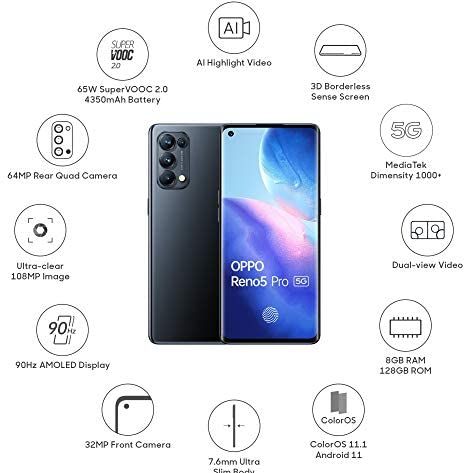 AI
AI Highlight Video
SUPER
VOOC
2.0
65W SuperVOOC 2.0
4350mAh Battery
3D Borderless
Sense Screen
64MP Rear Quad Camera
5G
MediaTek
Dimensity 1000+
Ultra-clear
108MP Image
OPPO
Reno5 Pro 5G
Dual-view Video
90Hz
90Hz AMOLED Display
8GB RAM
128GB ROM
32MP Front Camera
7.6mm Ultra
Slim Body
ColorOS
ColorOS 11.1
Android 11